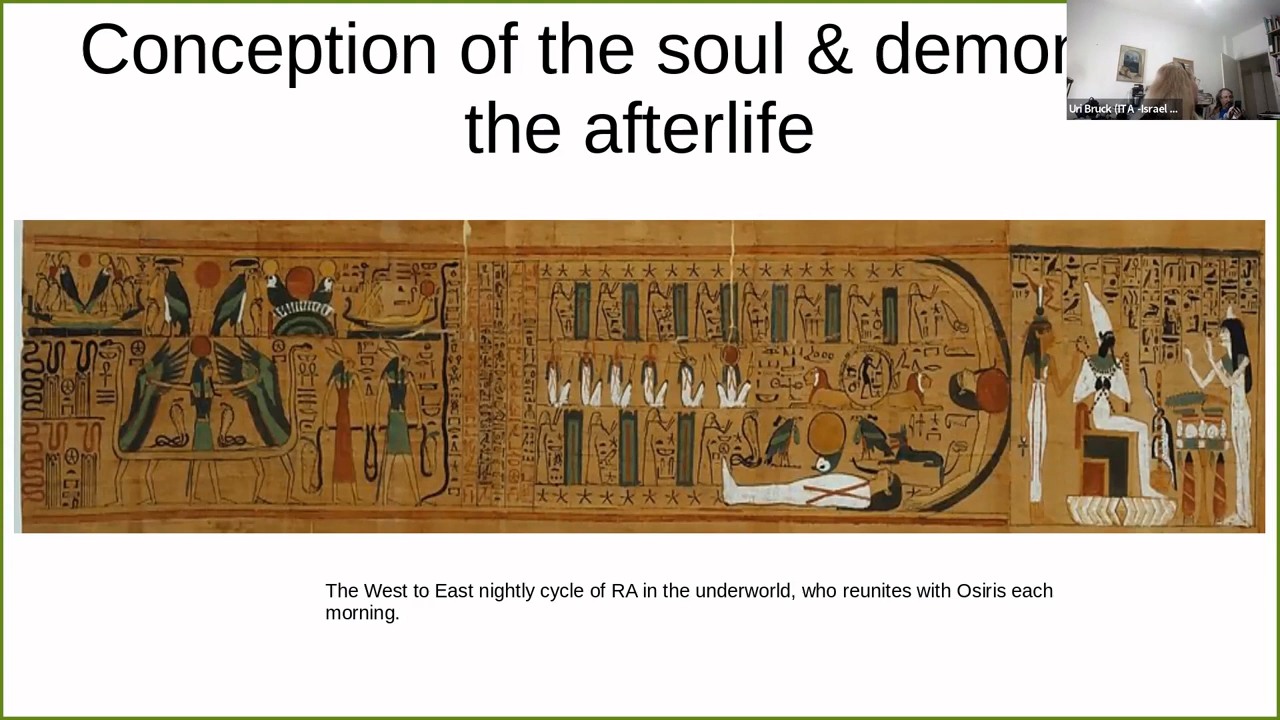 Conception of the soul & demon
the afterlife
Uri Bruck (ITA -Israel ...
The West to East nightly cycle of RA in the underworld, who reunites with Osiris each
morning.